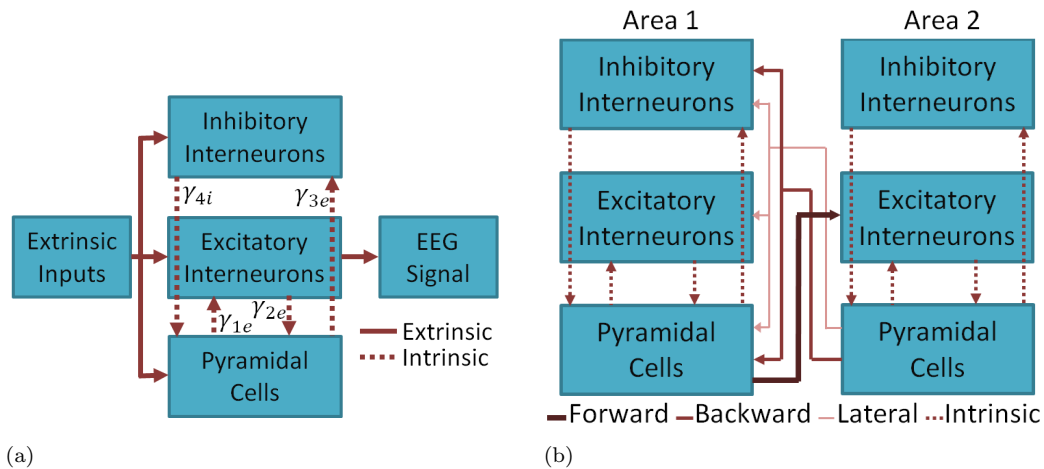 Inhibitory
Interneurons
γ4i
γ3e
Extrinsic
Inputs
Excitatory
Interneurons
EEG
Signal
γ1e
γ2e
Pyramidal
Cells
Extrinsic
Intrinsic
(a)
Area 1
Area 2
Inhibitory
Interneurons
Inhibitory
Interneurons
Excitatory
Interneurons
Excitatory
Interneurons
Pyramidal
Cells
Pyramidal
Cells
Forward
Backward
Lateral
Intrinsic
(b)